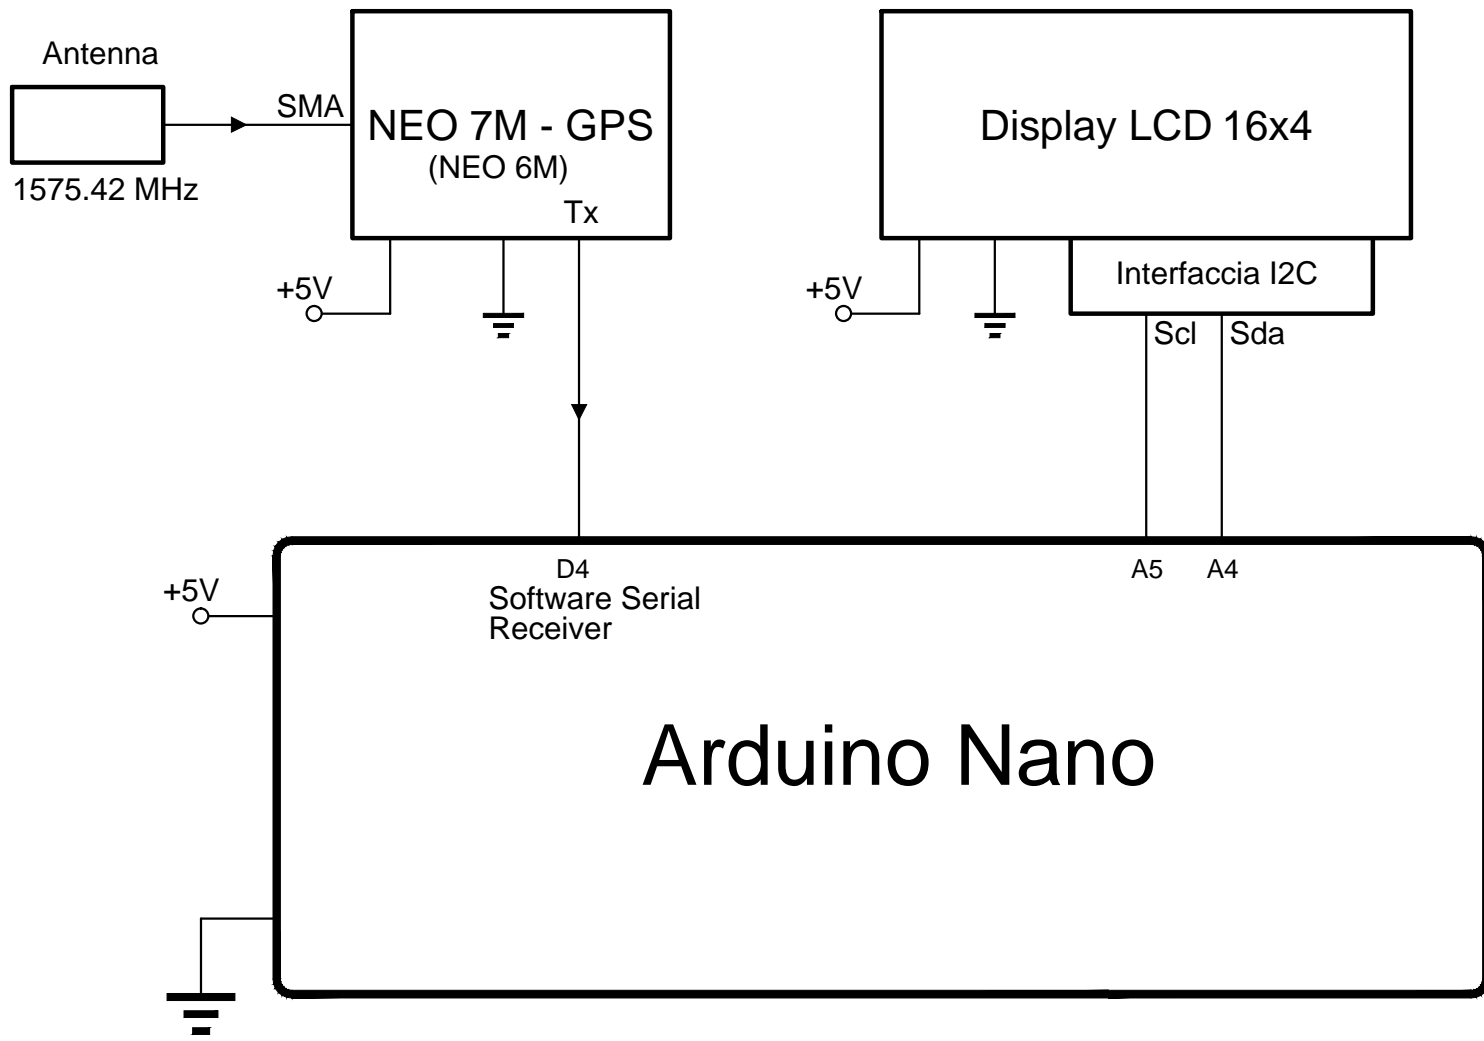 Antenna
1575.42 MHz
SMA
NEO 7M - GPS
(NEO 6M)
Tx
+5V
Display LCD 16x4
Interfaccia I2C
+5V
Scl
Sda
+5V
D4
Software Serial
Receiver
A5
A4
Arduino Nano